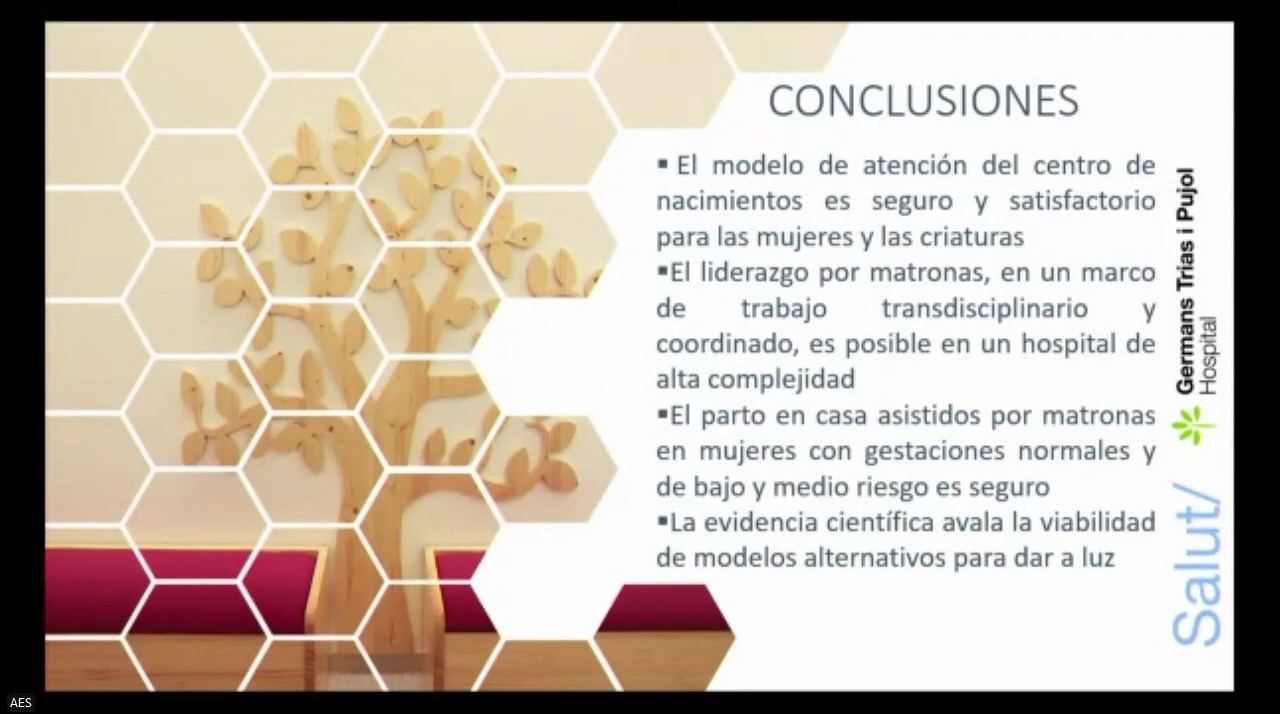 CONCLUSIONES
▪ El modelo de atención del centro de
nacimientos es seguro y satisfactorio
para las mujeres y las criaturas
▪El liderazgo por matronas, en un marco
de trabajo transdisciplinario y
coordinado, es posible en un hospital de
alta complejidad
▪El parto en casa asistidos por matronas
en mujeres con gestaciones normales y
de bajo y medio riesgo es seguro
▪La evidencia científica avala la viabilidad
de modelos alternativos para dar a luz
Germans Trias i Pujol
Hospital
Salut/
AES